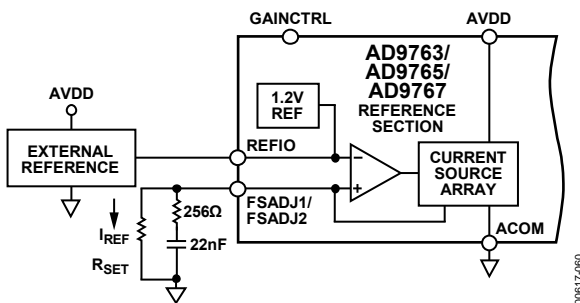 GAINCTRL
AVDD
AD9763/
AD9765/
AD9767
REFERENCE
SECTION
1.2V
REF
AVDD
EXTERNAL
REFERENCE
REFIO
−
+
CURRENT
SOURCE
ARRAY
FSADJ1/
FSADJ2
256Ω
22nF
IREF
RSET
ACOM
00617-060